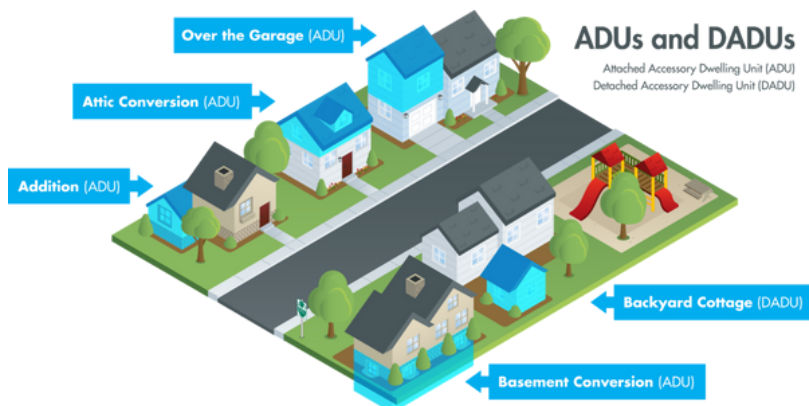 ADUs and DADUs
Attached Accessory Dwelling Unit (ADU)
Detached Accessory Dwelling Unit (DADU)
Over the Garage (ADU)
Attic Conversion (ADU)
Addition (ADU)
Backyard Cottage (DADU)
Basement Conversion (ADU)